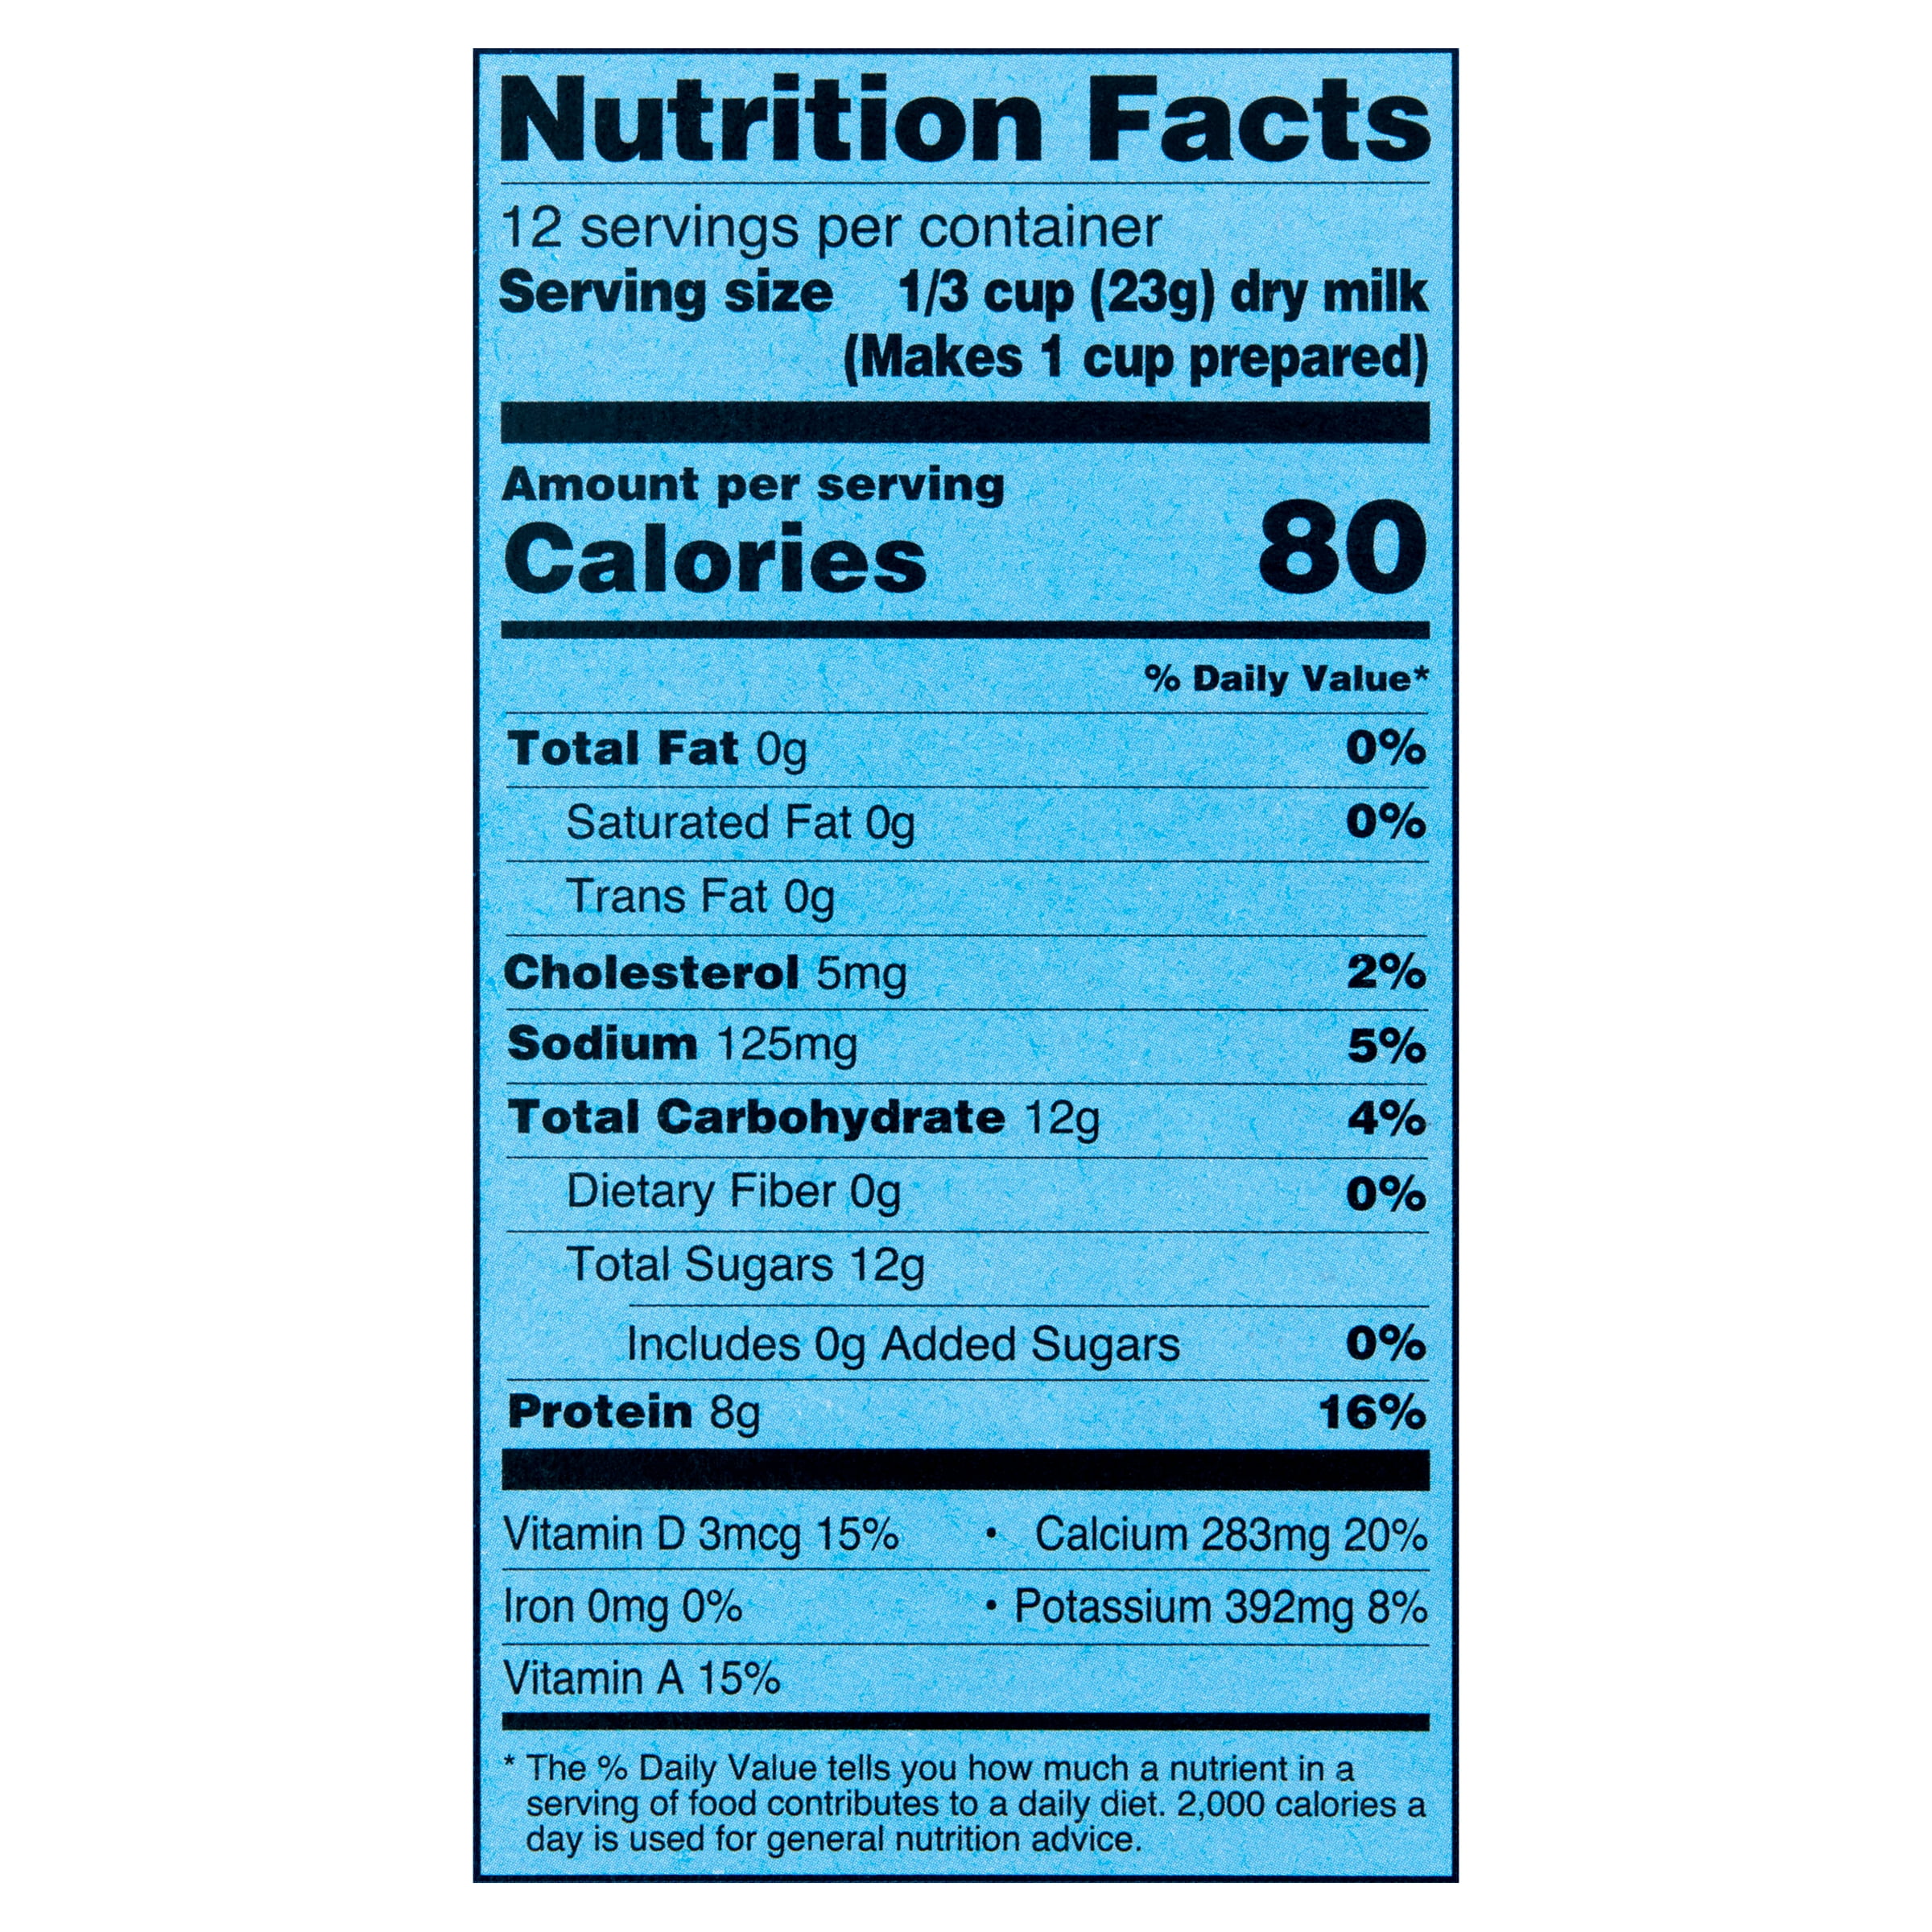 Nutrition Facts
12 servings per container
Serving size 1/3 cup (23g) dry milk
(Makes 1 cup prepared)
Amount per serving
Calories 80
% Daily Value*
Total Fat 0g 0%
Saturated Fat 0g 0%
Trans Fat 0g
Cholesterol 5mg 2%
Sodium 125mg 5%
Total Carbohydrate 12g 4%
Dietary Fiber 0g 0%
Total Sugars 12g
Includes 0g Added Sugars 0%
Protein 8g 16%
Vitamin D 3mcg 15% • Calcium 283mg 20%
Iron 0mg 0% • Potassium 392mg 8%
Vitamin A 15%
* The % Daily Value tells you how much a nutrient in a
serving of food contributes to a daily diet. 2,000 calories a
day is used for general nutrition advice.